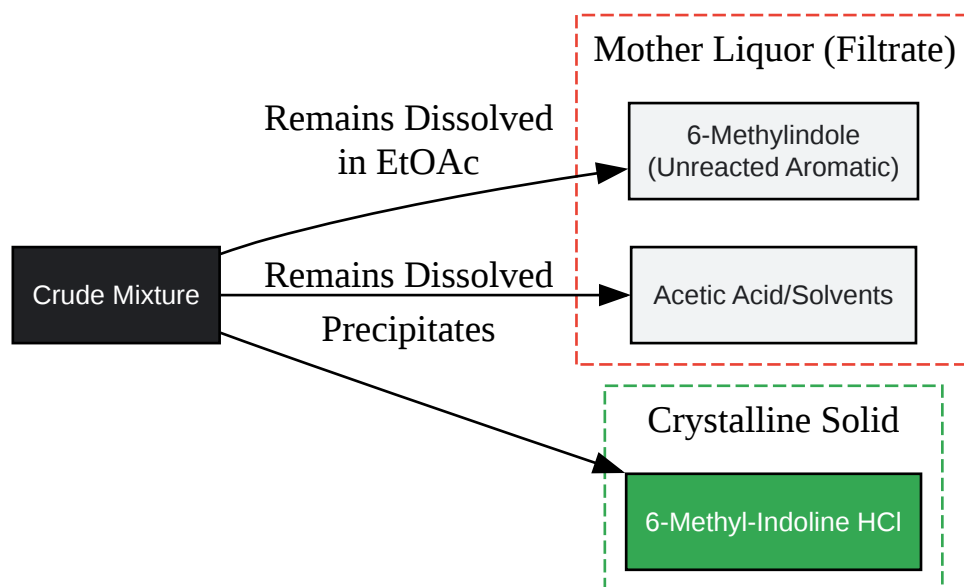 Mother Liquor (Filtrate)
Remains Dissolved
in EtOAc
6-Methylindole
(Unreacted Aromatic)
Crude Mixture
Remains Dissolved
Acetic Acid/Solvents
Precipitates
Crystalline Solid
6-Methyl-Indoline HCl